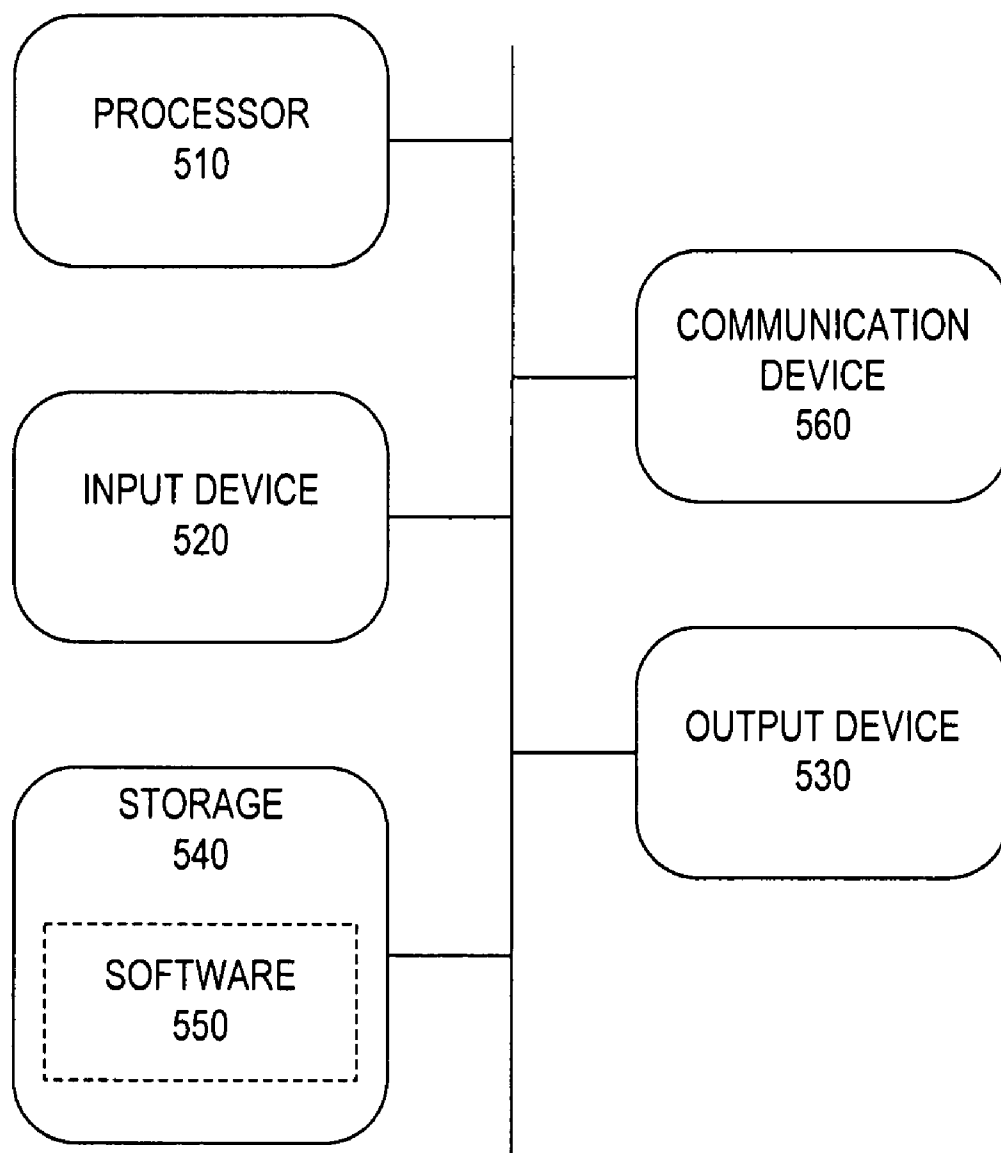 PROCESSOR
510
COMMUNICATION
DEVICE
560
INPUT DEVICE
520
OUTPUT DEVICE
530
STORAGE
540
SOFTWARE
550